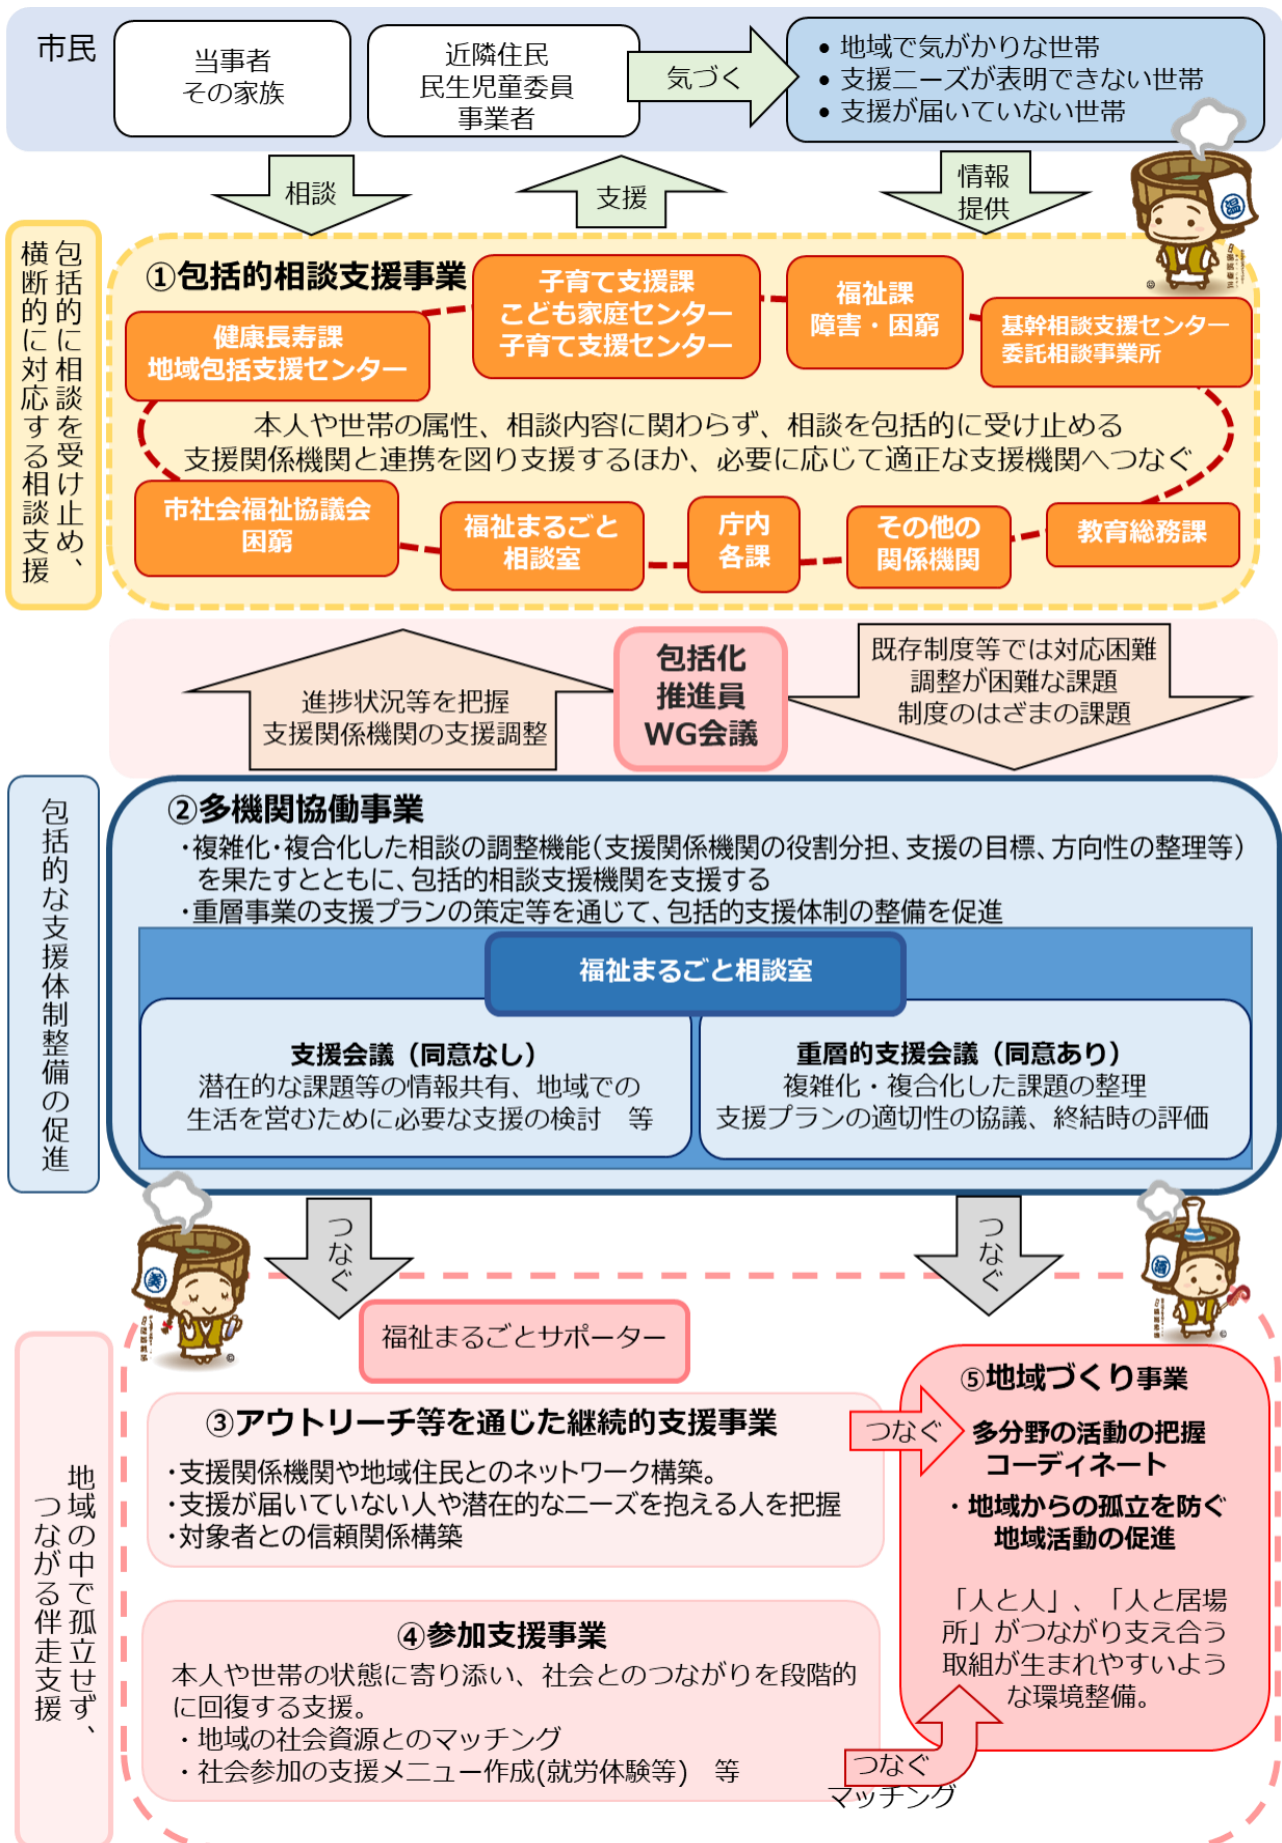 市民
当事者
その家族
近隣住民
民生児童委員
事業者
気づく
• 地域で気がかりな世帯
• 支援ニーズが表明できない世帯
• 支援が届いていない世帯
相談
支援
情報
提供
包括的に相談を受け止め、
横断的に対応する相談支援
①包括的相談支援事業
健康長寿課
地域包括支援センター
子育て支援課
こども家庭センター
子育て支援センター
福祉課
障害・困窮
基幹相談支援センター
委託相談事業所
本人や世帯の属性、相談内容に関わらず、相談を包括的に受け止める
支援関係機関と連携を図り支援するほか、必要に応じて適正な支援機関へつなぐ
市社会福祉協議会
困窮
福祉まるごと
相談室
庁内
各課
その他の
関係機関
教育総務課
進捗状況等を把握
支援関係機関の支援調整
包括化
推進員
WG会議
既存制度等では対応困難
調整が困難な課題
制度のはざまの課題
包括的な支援体制整備の促進
②多機関協働事業
・複雑化・複合化した相談の調整機能（支援関係機関の役割分担、支援の目標、方向性の整理等）
を果たすとともに、包括的相談支援機関を支援する
・重層事業の支援プランの策定等を通じて、包括的支援体制の整備を促進
福祉まるごと相談室
支援会議（同意なし）
潜在的な課題等の情報共有、地域での
生活を営むために必要な支援の検討　等
重層的支援会議（同意あり）
複雑化・複合化した課題の整理
支援プランの適切性の協議、終結時の評価
つなぐ
つなぐ
地域の中で孤立せず、
つながる伴走支援
福祉まるごとサポーター
③アウトリーチ等を通じた継続的支援事業
・支援関係機関や地域住民とのネットワーク構築。
・支援が届いていない人や潜在的なニーズを抱える人を把握
・対象者との信頼関係構築
つなぐ
④参加支援事業
本人や世帯の状態に寄り添い、社会とのつながりを段階的
に回復する支援。
・地域の社会資源とのマッチング
・社会参加の支援メニュー作成(就労体験等)　等
つなぐ
マッチング
⑤地域づくり事業
多分野の活動の把握
コーディネート
・地域からの孤立を防ぐ
地域活動の促進
「人と人」、「人と居場
所」がつながり支え合う
取組が生まれやすいよう
な環境整備。